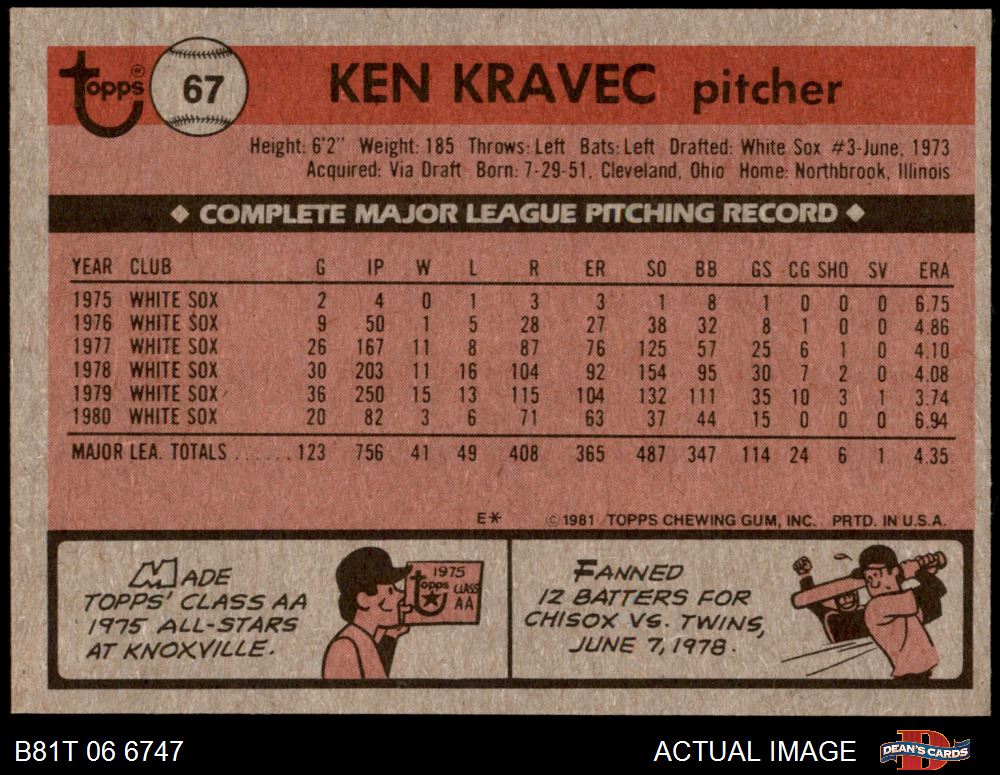 Topps® 67 KEN KRAVEC pitcher
Height: 6'2" Weight: 185 Throws: Left Bats: Left Drafted: White Sox #3-June, 1973
Acquired: Via Draft Born: 7-29-51, Cleveland, Ohio Home: Northbrook, Illinois
◆ COMPLETE MAJOR LEAGUE PITCHING RECORD ◆
YEAR CLUB G IP W L R ER SO BB GS CG SHO SV ERA
1975 WHITE SOX 2 4 0 1 3 3 1 8 1 0 0 0 6.75
1976 WHITE SOX 9 50 1 5 28 27 38 32 8 1 0 0 4.86
1977 WHITE SOX 26 167 11 8 87 76 125 57 25 6 1 0 4.10
1978 WHITE SOX 30 203 11 16 104 92 154 95 30 7 2 0 4.08
1979 WHITE SOX 36 250 15 13 115 104 132 111 35 10 3 1 3.74
1980 WHITE SOX 20 82 3 6 71 63 37 44 15 0 0 0 6.94
MAJOR LEA. TOTALS ...... 123 756 41 49 408 365 487 347 114 24 6 1 4.35
E* © 1981 TOPPS CHEWING GUM, INC. PRTD. IN U.S.A.
MADE
TOPPS' CLASS AA
1975 ALL-STARS
AT KNOXVILLE.
1975
Topps CLASS
AA
FANNED
12 BATTERS FOR
CHISOX VS. TWINS,
JUNE 7, 1978.
B81T 06 6747 ACTUAL IMAGE DEAN'S CARDS